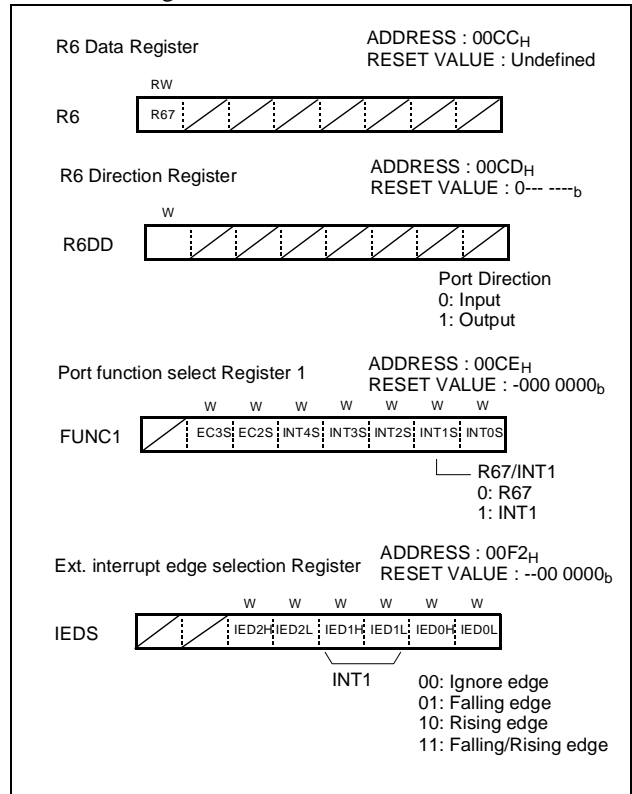 R6 Data Register
ADDRESS : 00CCH
RESET VALUE : Undefined
RW
R6
R67
R6 Direction Register
ADDRESS : 00CDH
RESET VALUE : 0--- ----b
W
R6DD
Port Direction
0: Input
1: Output
Port function select Register 1
ADDRESS : 00CEH
RESET VALUE : -000 0000b
W W W W W W W
FUNC1
EC3S EC2S INT4S INT3S INT2S INT1S INT0S
R67/INT1
0: R67
1: INT1
Ext. interrupt edge selection Register
ADDRESS : 00F2H
RESET VALUE : --00 0000b
W W W W W W
IEDS
IED2H IED2L IED1H IED1L IED0H IED0L
INT1
00: Ignore edge
01: Falling edge
10: Rising edge
11: Falling/Rising edge